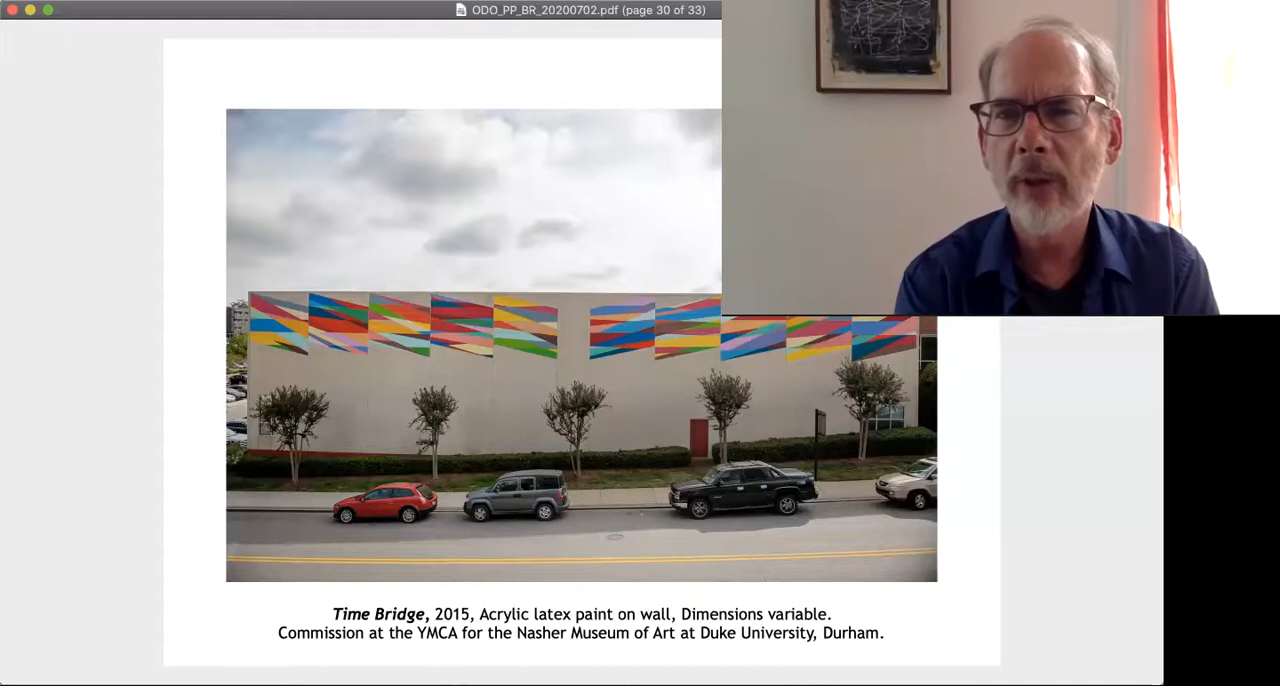 ODO_PP_BR_20200702.pdf (page 30 of 33)
Time Bridge, 2015, Acrylic latex paint on wall, Dimensions variable.
Commission at the YMCA for the Nasher Museum of Art at Duke University, Durham.